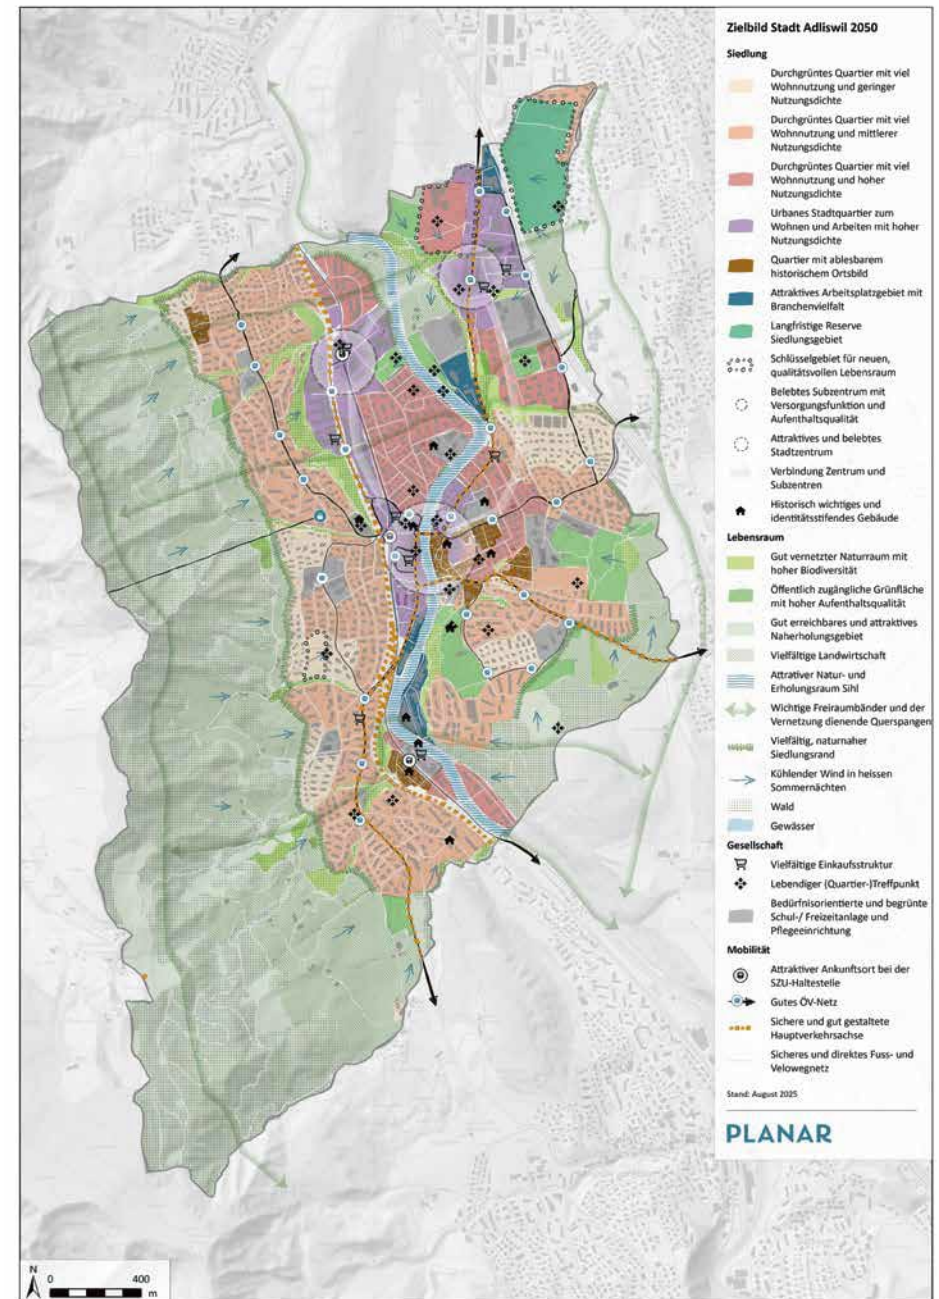 Zielbild Stadt Adliswil 2050
Siedlung
Durchgrüntes Quartier mit viel
Wohnnutzung und geringer
Nutzungsdichte
Durchgrüntes Quartier mit viel
Wohnnutzung und mittlerer
Nutzungsdichte
Durchgrüntes Quartier mit viel
Wohnnutzung und hoher
Nutzungsdichte
Urbanes Stadtquartier zum
Wohnen und Arbeiten mit hoher
Nutzungsdichte
Quartier mit ablesbarem
historischem Ortsbild
Attraktives Arbeitsplatzgebiet mit
Branchenvielfalt
Langfristige Reserve
Siedlungsgebiet
Schlüsselgebiet für neuen,
qualitätsvollen Lebensraum
Belebtes Subzentrum mit
Versorgungsfunktion und
Aufenthaltsqualität
Attraktives und belebtes
Stadtzentrum
Verbindung Zentrum und
Subzentren
Historisch wichtiges und
identitätsstifendes Gebäude
Lebensraum
Gut vernetzter Naturraum mit
hoher Biodiversität
Öffentlich zugängliche Grünfläche
mit hoher Aufenthaltsqualität
Gut erreichbares und attraktives
Naherholungsgebiet
Vielfältige Landwirtschaft
Attrativer Natur- und
Erholungsraum Sihl
Wichtige Freiraumbänder und der
Vernetzung dienende Querspangen
Vielfältig, naturnaher
Siedlungsrand
Kühlender Wind in heissen
Sommernächten
Wald
Gewässer
Gesellschaft
Vielfältige Einkaufsstruktur
Lebendiger (Quartier-)Treffpunkt
Bedürfnisorientierte und begrünte
Schul-/ Freizeitanlage und
Pflegeeinrichtung
Mobilität
Attraktiver Ankunftsort bei der
SZU-Haltestelle
Gutes ÖV-Netz
Sichere und gut gestaltete
Hauptverkehrsachse
Sicheres und direktes Fuss- und
Velowegnetz
Stand: August 2025
PLANAR
N
0 400
m